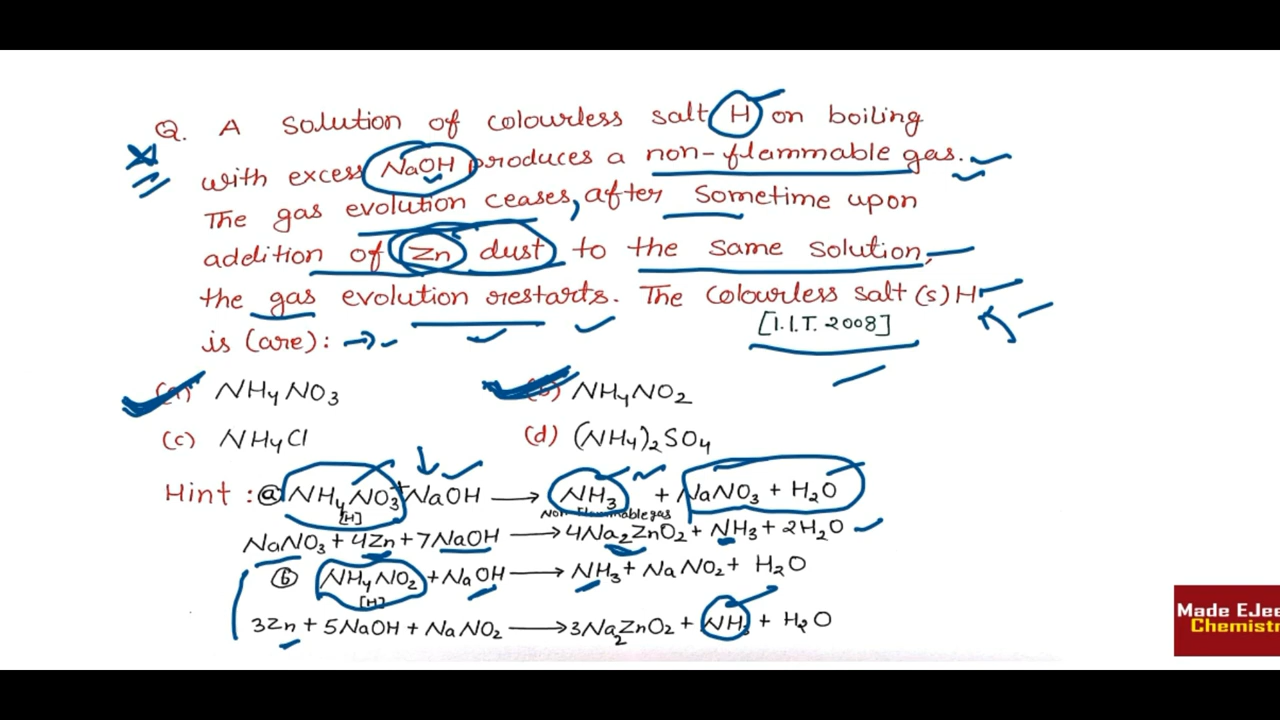 Q. A solution of colourless salt H on boiling
with excess NaOH produces a non-flammable gas.
The gas evolution ceases, after Sometime upon
addition of Zn dust to the same solution,
the gas evolution restarts. The Colourless salt (s) H
is (are):
[I.I.T. 2008]
(a) NH4NO3 (b) NH4NO2
(c) NH4Cl (d) (NH4)2SO4
Hint: ⓐ NH4NO3 + NaOH → NH3 + NaNO3 + H2O
[H] Non-flammable gas
NaNO3 + 4Zn + 7NaOH → 4Na2ZnO2 + NH3 + 2H2O
ⓑ NH4NO2 + NaOH → NH3 + NaNO2 + H2O
[H]
3Zn + 5NaOH + NaNO2 → 3Na2ZnO2 + NH3 + H2O
Made EJee
Chemistr